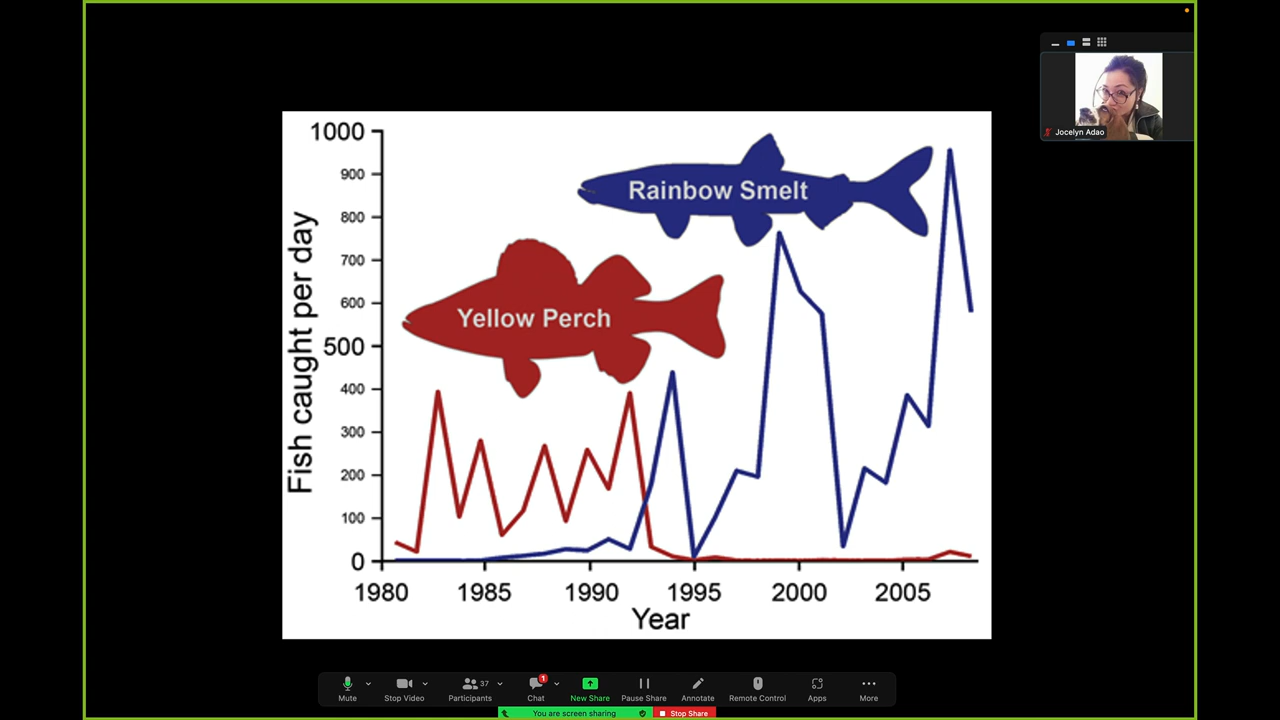 Jocelyn Adao
1000
900
800
700
600
500
400
300
200
100
0
Fish caught per day
Rainbow Smelt
Yellow Perch
1980 1985 1990 1995 2000 2005
Year
37 1
Mute Stop Video Participants Chat New Share Pause Share Annotate Remote Control Apps More
You are screen sharing Stop Share